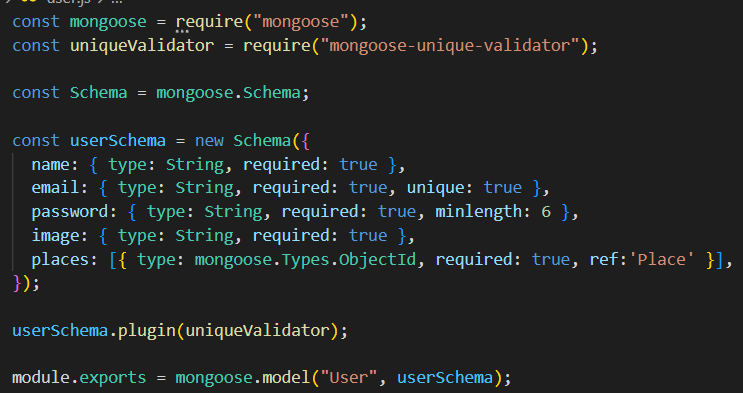 const mongoose = require("mongoose");
const uniqueValidator = require("mongoose-unique-validator");
const Schema = mongoose.Schema;
const userSchema = new Schema({
  name: { type: String, required: true },
  email: { type: String, required: true, unique: true },
  password: { type: String, required: true, minlength: 6 },
  image: { type: String, required: true },
  places: [{ type: mongoose.Types.ObjectId, required: true, ref:'Place' }],
});
userSchema.plugin(uniqueValidator);
module.exports = mongoose.model("User", userSchema);